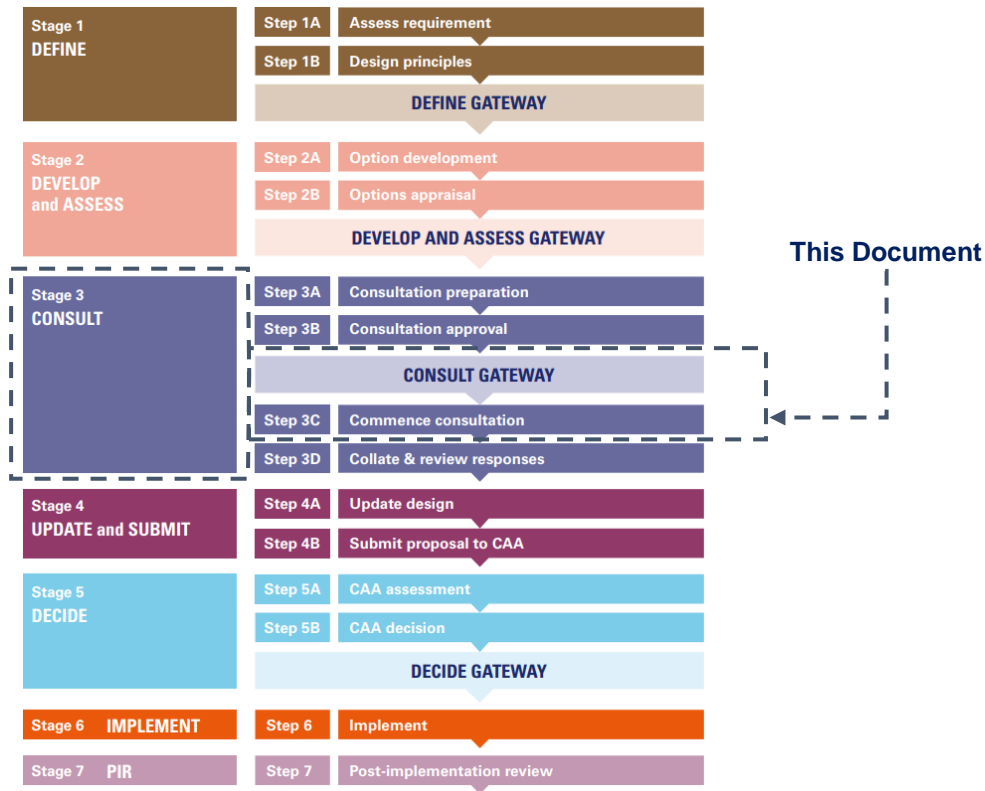 Stage 1
DEFINE
Step 1A Assess requirement
Step 1B Design principles
DEFINE GATEWAY
Stage 2
DEVELOP
and ASSESS
Step 2A Option development
Step 2B Options appraisal
DEVELOP AND ASSESS GATEWAY
This Document
Stage 3
CONSULT
Step 3A Consultation preparation
Step 3B Consultation approval
CONSULT GATEWAY
Step 3C Commence consultation
Step 3D Collate & review responses
Stage 4
UPDATE and SUBMIT
Step 4A Update design
Step 4B Submit proposal to CAA
Stage 5
DECIDE
Step 5A CAA assessment
Step 5B CAA decision
DECIDE GATEWAY
Stage 6 IMPLEMENT
Step 6 Implement
Stage 7 PIR
Step 7 Post-implementation review